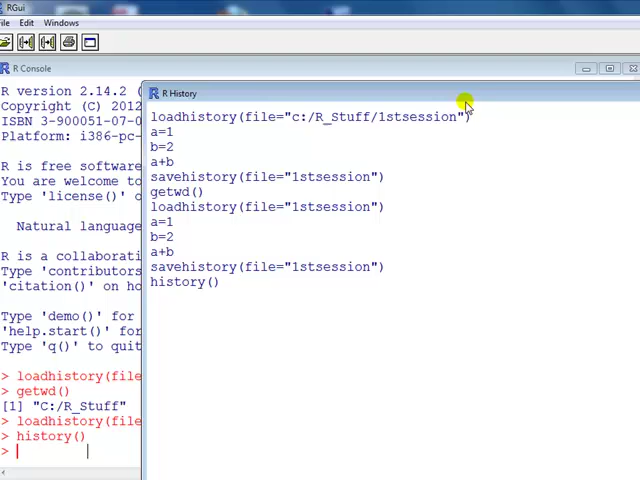 RGui
File Edit Windows
R Console
R version 2.14.2 (
Copyright (C) 2012
ISBN 3-900051-07-0
Platform: i386-pc-
R is free software
You are welcome to
Type 'license()' o
Natural language
R is a collaborati
Type 'contributors
'citation()' on ho
Type 'demo()' for
'help.start()' for
Type 'q()' to quit
> loadhistory(file
> getwd()
[1] "C:/R_Stuff"
> loadhistory(file
> history()
>
R History
loadhistory(file="c:/R_Stuff/1stsession")
a=1
b=2
a+b
savehistory(file="1stsession")
getwd()
loadhistory(file="1stsession")
a=1
b=2
a+b
savehistory(file="1stsession")
history()